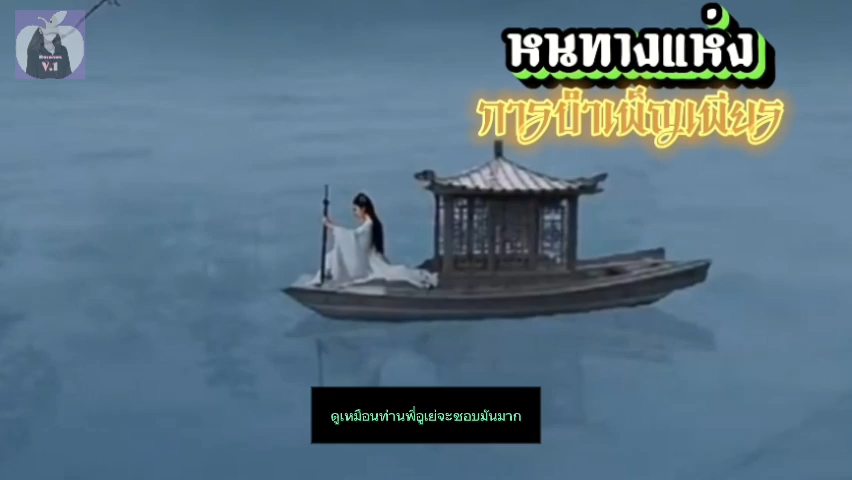 หนทางแห่ง
การบำเพ็ญเพียร
V.1
ดูเหมือนท่านพี่อูเย่จะชอบมันมาก